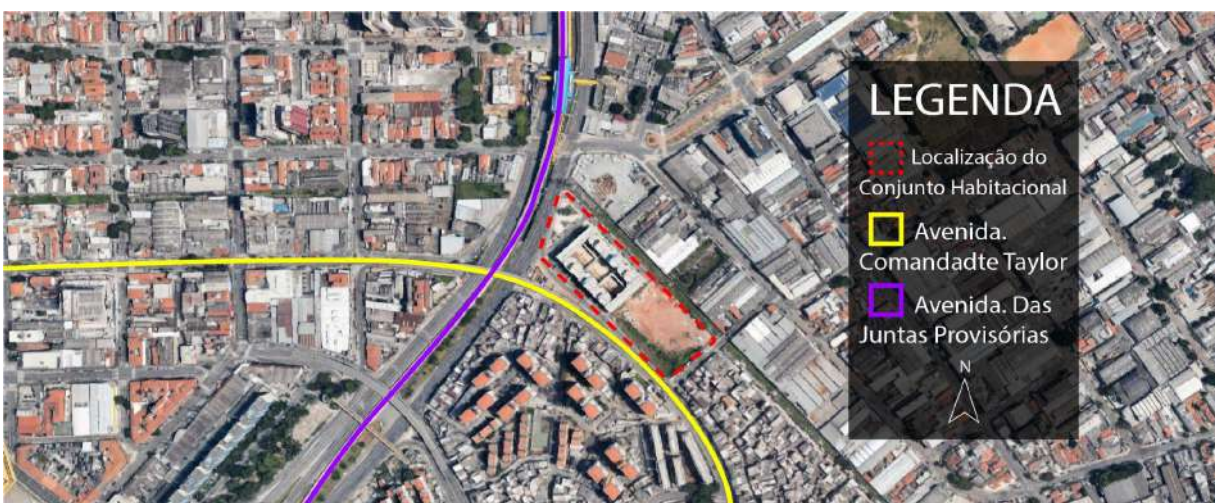 LEGENDA
Localização do
Conjunto Habitacional
Avenida.
Comandadte Taylor
Avenida. Das
Juntas Provisórias
N